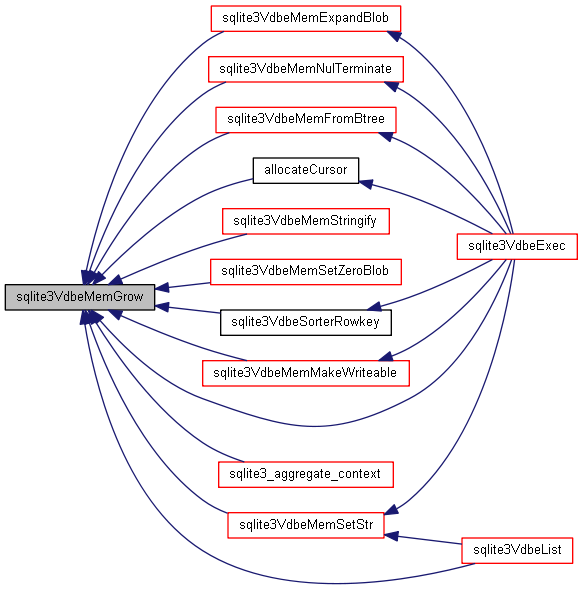 sqlite3VdbeMemExpandBlob
sqlite3VdbeMemNulTerminate
sqlite3VdbeMemFromBtree
allocateCursor
sqlite3VdbeMemStringify
sqlite3VdbeExec
sqlite3VdbeMemSetZeroBlob
sqlite3VdbeMemGrow
sqlite3VdbeSorterRowkey
sqlite3VdbeMemMakeWriteable
sqlite3_aggregate_context
sqlite3VdbeMemSetStr
sqlite3VdbeList